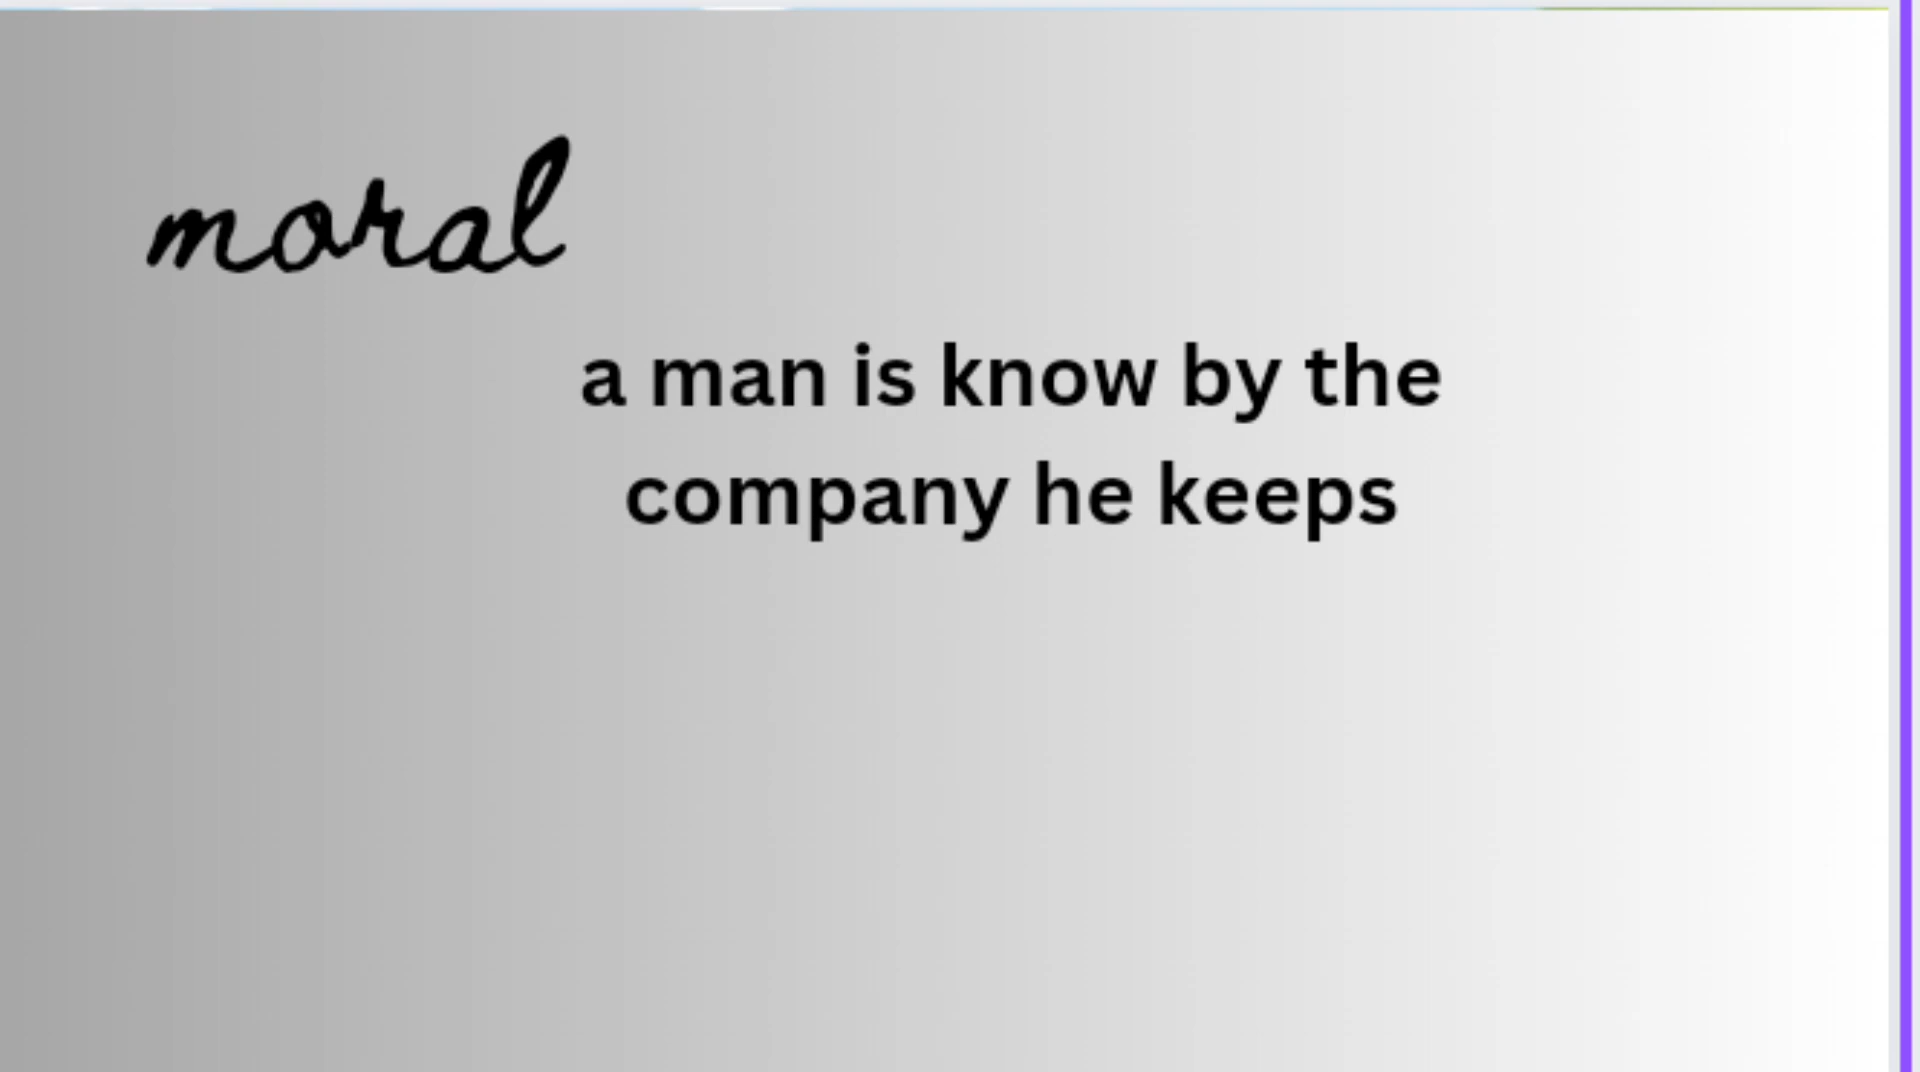 moral
a man is know by the
company he keeps